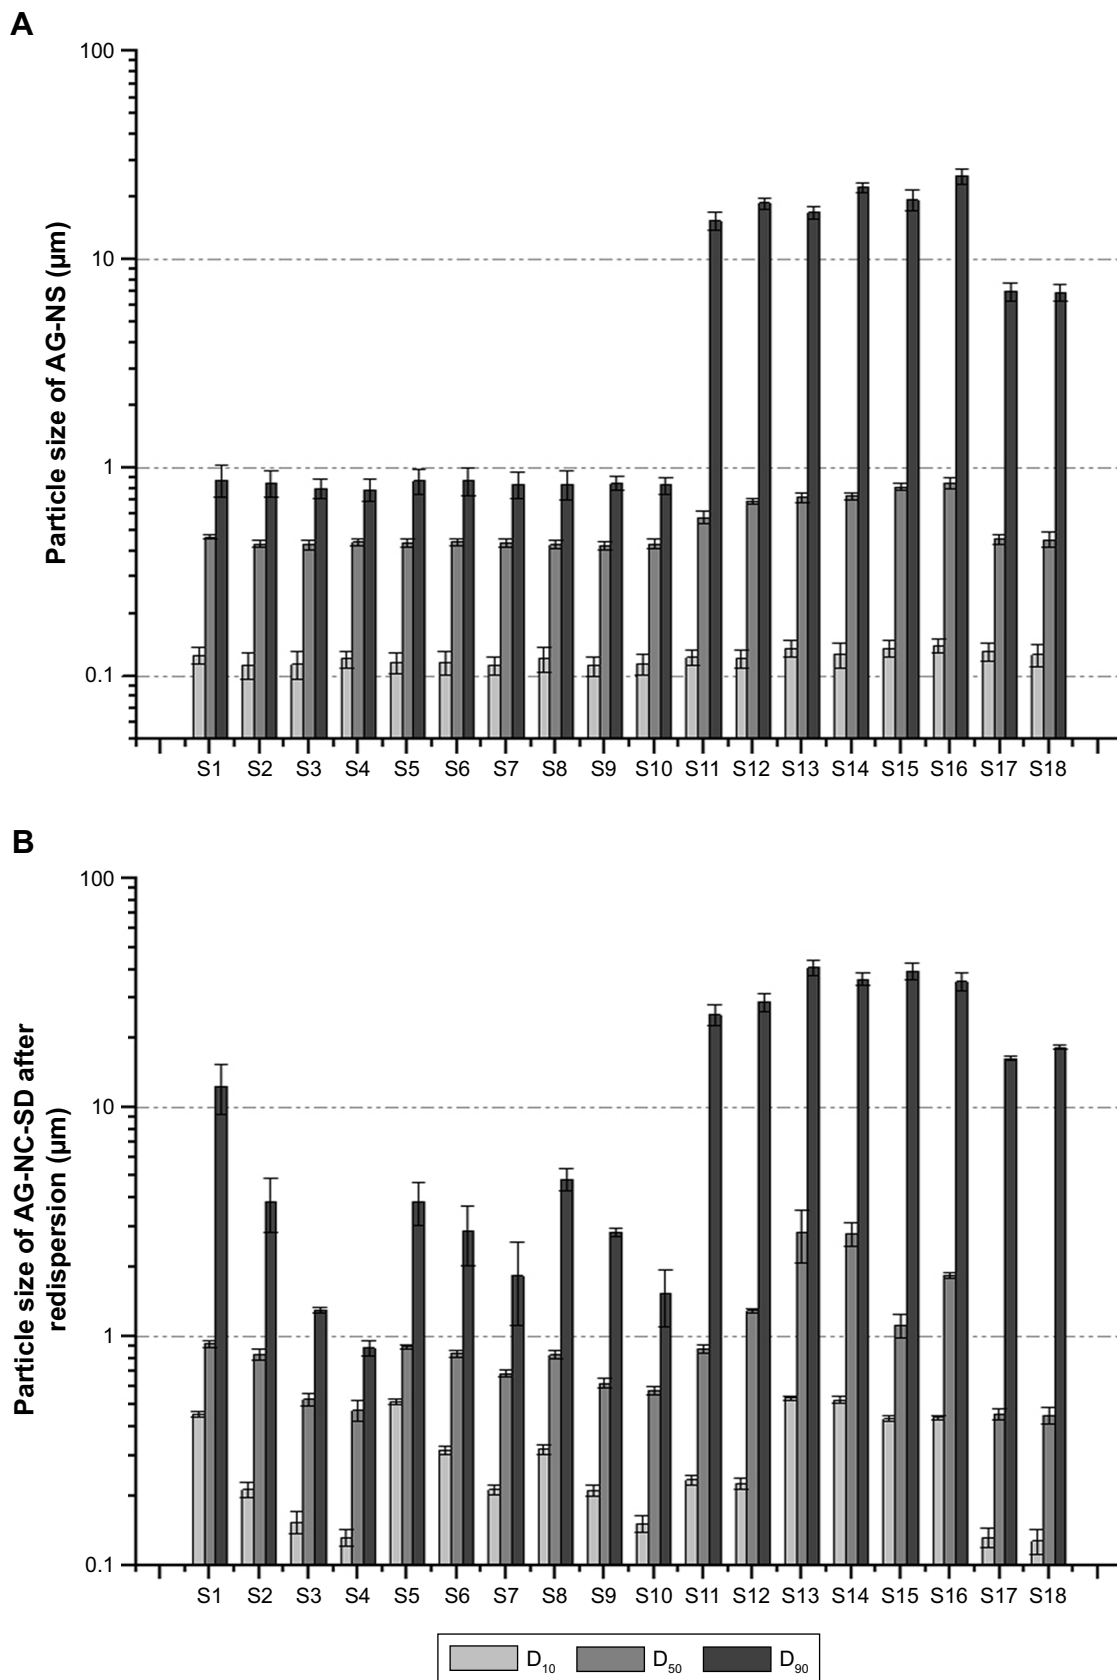 A
100
10
1
0.1
Particle size of AG-NS (µm)
S1 S2 S3 S4 S5 S6 S7 S8 S9 S10 S11 S12 S13 S14 S15 S16 S17 S18
B
100
10
1
0.1
Particle size of AG-NC-SD after
redispersion (µm)
S1 S2 S3 S4 S5 S6 S7 S8 S9 S10 S11 S12 S13 S14 S15 S16 S17 S18
D₁₀ D₅₀ D₉₀